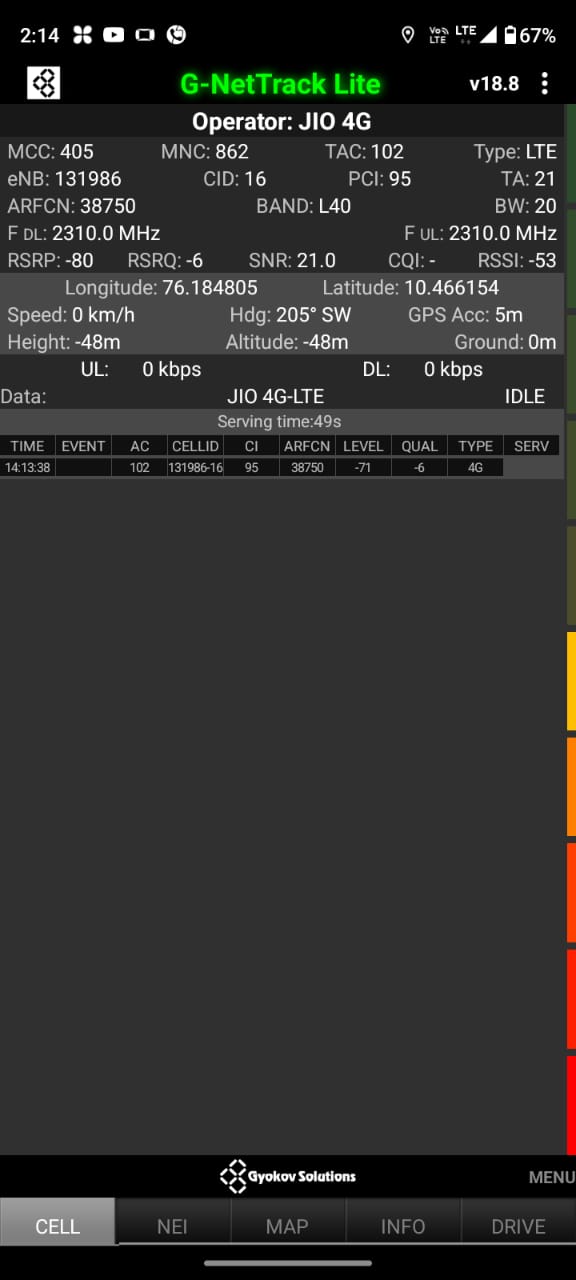 2:14 Vo)) LTE LTE 67%
G-NetTrack Lite v18.8
Operator: JIO 4G
MCC: 405 MNC: 862 TAC: 102 Type: LTE
eNB: 131986 CID: 16 PCI: 95 TA: 21
ARFCN: 38750 BAND: L40 BW: 20
F DL: 2310.0 MHz F UL: 2310.0 MHz
RSRP: -80 RSRQ: -6 SNR: 21.0 CQI: - RSSI: -53
Longitude: 76.184805 Latitude: 10.466154
Speed: 0 km/h Hdg: 205° SW GPS Acc: 5m
Height: -48m Altitude: -48m Ground: 0m
UL: 0 kbps DL: 0 kbps
Data: JIO 4G-LTE IDLE
Serving time:49s
TIME EVENT AC CELLID CI ARFCN LEVEL QUAL TYPE SERV
14:13:38 102 131986-16 95 38750 -71 -6 4G
Gyokov Solutions MENU
CELL NEI MAP INFO DRIVE